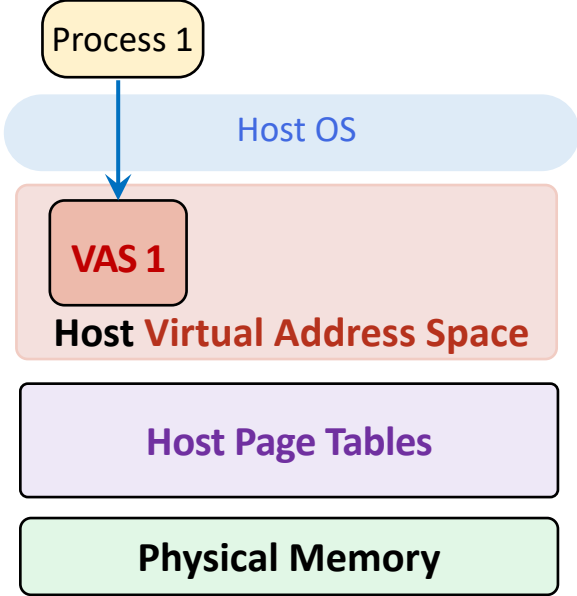 Process 1
Host OS
VAS 1
Host Virtual Address Space
Host Page Tables
Physical Memory